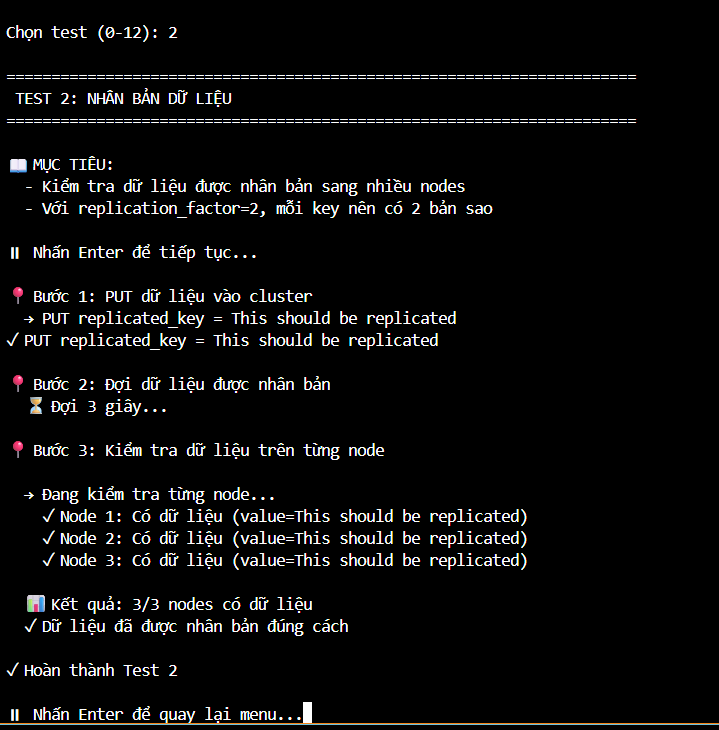 Chọn test (0-12): 2
======================================================================
TEST 2: NHÂN BẢN DỮ LIỆU
======================================================================
📖 MỤC TIÊU:
- Kiểm tra dữ liệu được nhân bản sang nhiều nodes
- Với replication_factor=2, mỗi key nên có 2 bản sao
⏸ Nhấn Enter để tiếp tục...
📍 Bước 1: PUT dữ liệu vào cluster
→ PUT replicated_key = This should be replicated
✓ PUT replicated_key = This should be replicated
📍 Bước 2: Đợi dữ liệu được nhân bản
⏳ Đợi 3 giây...
📍 Bước 3: Kiểm tra dữ liệu trên từng node
→ Đang kiểm tra từng node...
✓ Node 1: Có dữ liệu (value=This should be replicated)
✓ Node 2: Có dữ liệu (value=This should be replicated)
✓ Node 3: Có dữ liệu (value=This should be replicated)
📊 Kết quả: 3/3 nodes có dữ liệu
✓ Dữ liệu đã được nhân bản đúng cách
✓ Hoàn thành Test 2
⏸ Nhấn Enter để quay lại menu...